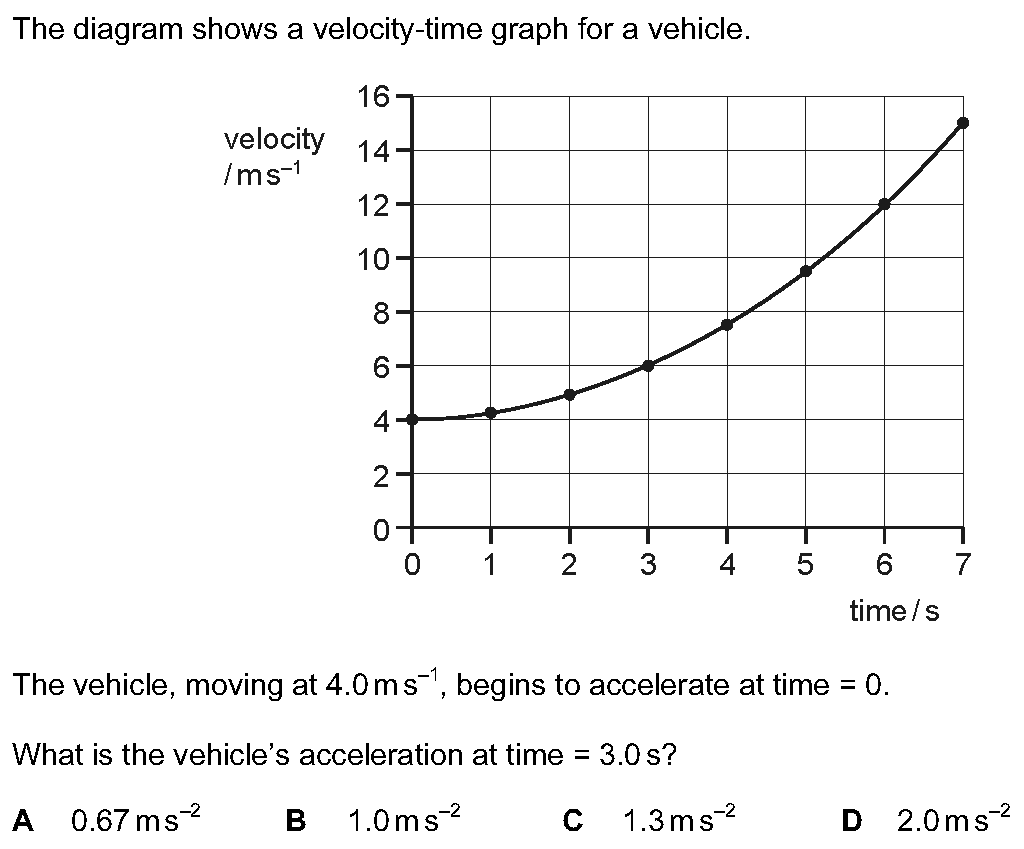 The diagram shows a velocity-time graph for a vehicle.
velocity
/ m s⁻¹
16
14
12
10
8
6
4
2
0
0 1 2 3 4 5 6 7
time / s
The vehicle, moving at 4.0 m s⁻¹, begins to accelerate at time = 0.
What is the vehicle’s acceleration at time = 3.0 s?
A 0.67 m s⁻² B 1.0 m s⁻² C 1.3 m s⁻² D 2.0 m s⁻²